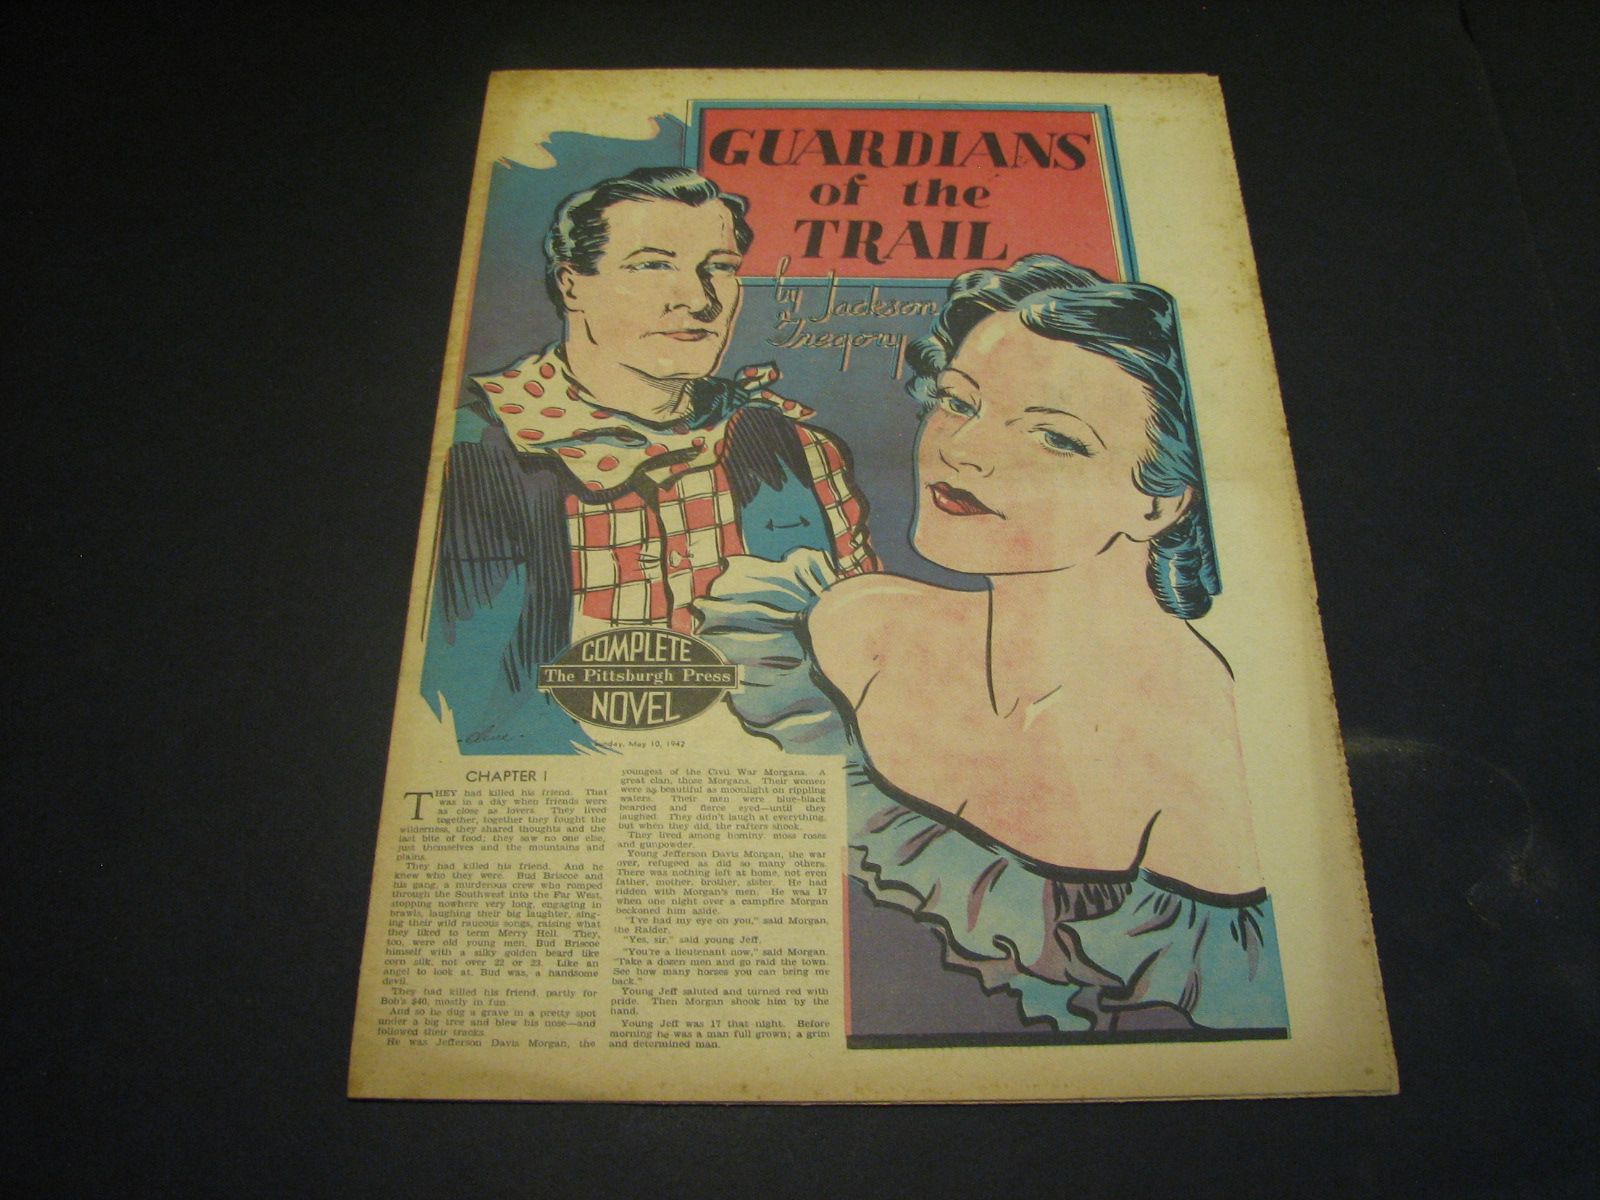 GUARDIANS
of the
TRAIL
by Jackson
Gregory
COMPLETE
The Pittsburgh Press
NOVEL
Sunday, May 10, 1942
CHAPTER I
THEY had killed his friend. That
was in a day when friends were
as close as lovers. They lived
together, together they fought the
wilderness, they shared thoughts and the
last bite of food; they saw no one else,
just themselves and the mountains and
plains.
They had killed his friend. And he
knew who they were. Bud Briscoe and
his gang, a murderous crew who romped
through the Southwest into the Far West,
stopping nowhere very long, engaging in
brawls, laughing their big laughter, sing-
ing their wild raucous songs, raising what
they liked to term Merry Hell. They,
too, were old young men, Bud Briscoe
himself with a silky golden beard like
corn silk, not over 22 or 23. Like an
angel to look at, Bud was, a handsome
devil.
They had killed his friend, partly for
Bob's $40, mostly in fun.
And so he dug a grave in a pretty spot
under a big tree and blew his nose—and
followed their tracks.
He was Jefferson Davis Morgan, the
youngest of the Civil War Morgans. A
great clan, those Morgans. Their women
were as beautiful as moonlight on rippling
waters. Their men were blue-black
bearded and fierce eyed—until they
laughed. They didn't laugh at everything,
but when they did, the rafters shook.
They lived among hominy, moss roses
and gunpowder.
Young Jefferson Davis Morgan, the war
over, refugeed as did so many others.
There was nothing left at home, not even
father, mother, brother, sister. He had
ridden with Morgan's men. He was 17
when one night over a campfire Morgan
beckoned him aside.
"I've had my eye on you," said Morgan,
the Raider.
"Yes, sir," said young Jeff.
"You're a lieutenant now," said Morgan.
"Take a dozen men and go raid the town.
See how many horses you can bring me
back."
Young Jeff saluted and turned red with
pride. Then Morgan shook him by the
hand.
Young Jeff was 17 that night. Before
morning he was a man full grown; a grim
and determined man.